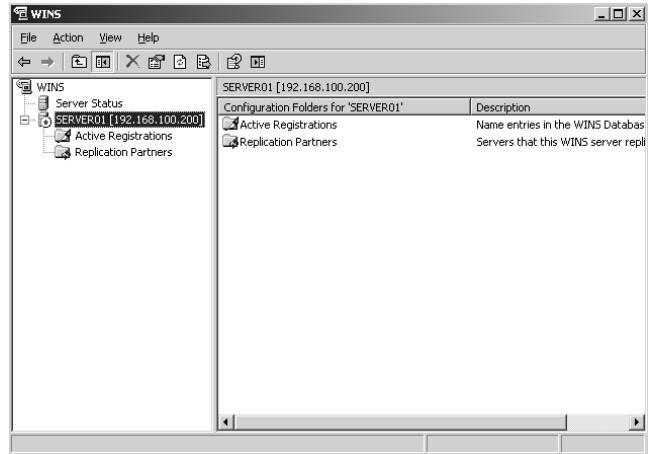 WINS
File Action View Help
WINS
Server Status
SERVER01 [192.168.100.200]
Active Registrations
Replication Partners
SERVER01 [192.168.100.200]
Configuration Folders for 'SERVER01' Description
Active Registrations Name entries in the WINS Databas
Replication Partners Servers that this WINS server repli